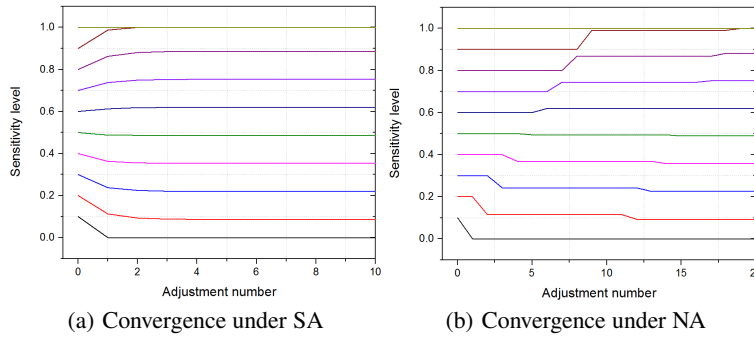 1.0
0.8
0.6
0.4
0.2
0.0
Sensitivity level
0 2 4 6 8 10
Adjustment number
(a) Convergence under SA
1.0
0.8
0.6
0.4
0.2
0.0
Sensitivity level
0 5 10 15 20
Adjustment number
(b) Convergence under NA